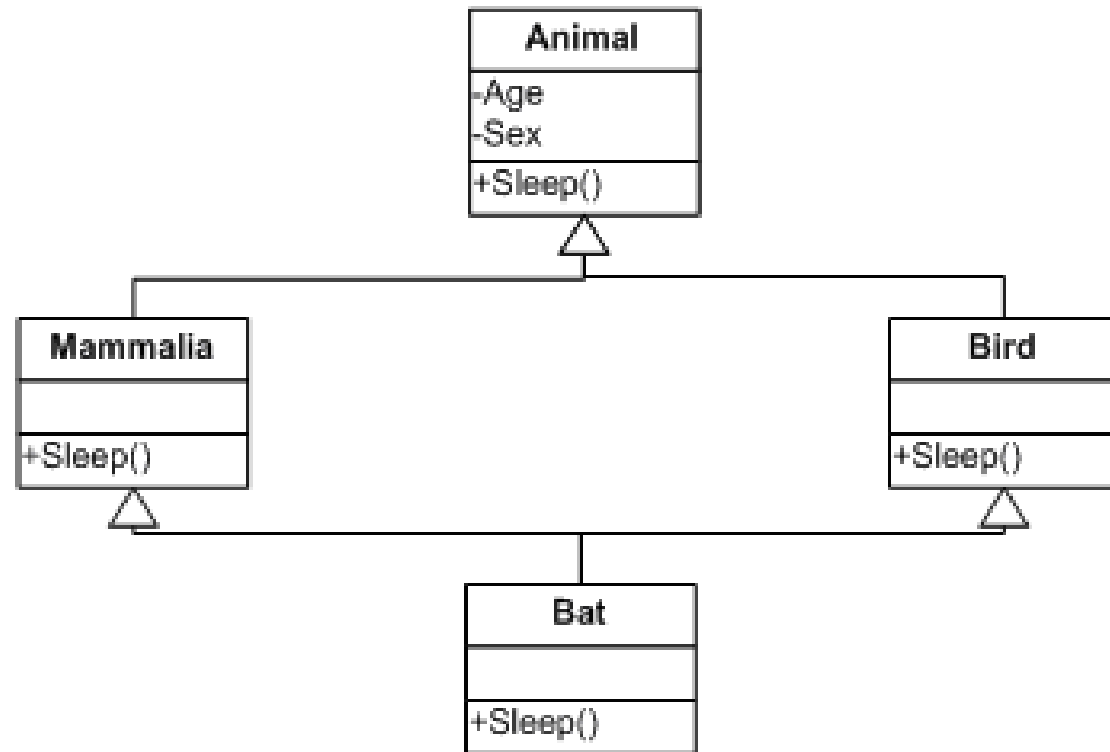 Animal
-Age
-Sex
+Sleep()
Mammalia
+Sleep()
Bird
+Sleep()
Bat
+Sleep()